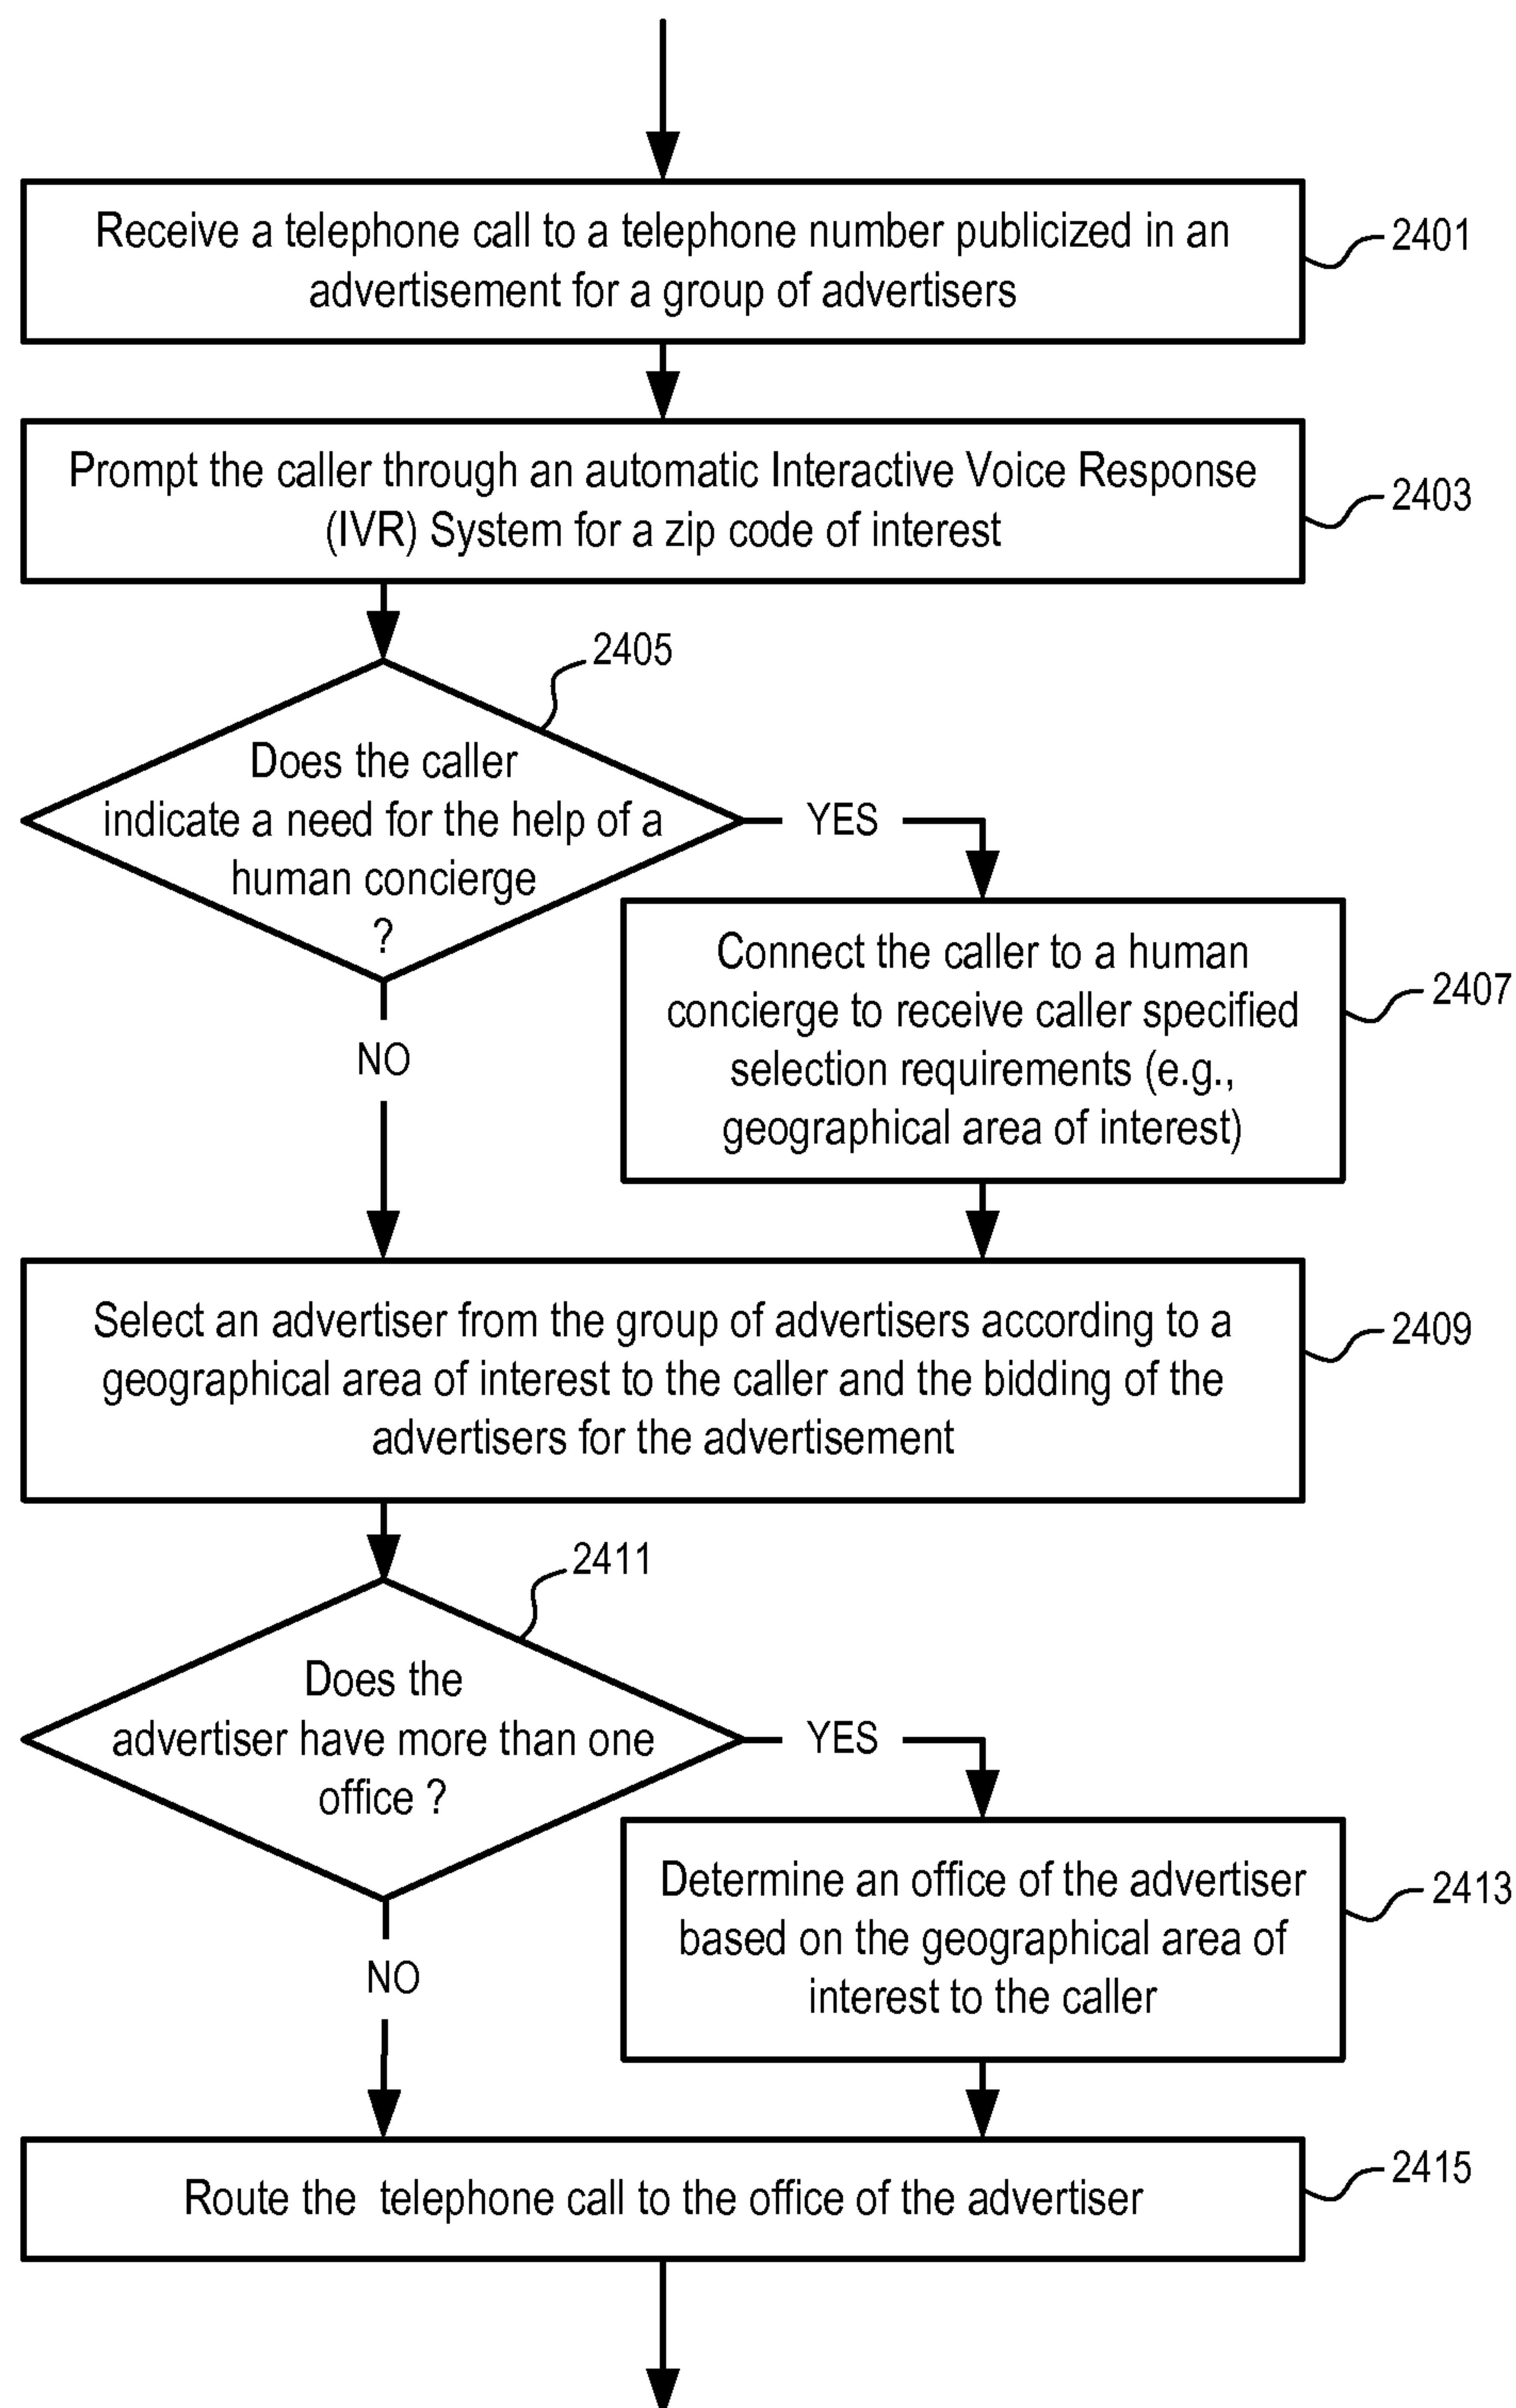 Receive a telephone call to a telephone number publicized in an
advertisement for a group of advertisers
2401
Prompt the caller through an automatic Interactive Voice Response
(IVR) System for a zip code of interest
2403
2405
Does the caller
indicate a need for the help of a
human concierge
?
YES
NO
Connect the caller to a human
concierge to receive caller specified
selection requirements (e.g.,
geographical area of interest)
2407
Select an advertiser from the group of advertisers according to a
geographical area of interest to the caller and the bidding of the
advertisers for the advertisement
2409
2411
Does the
advertiser have more than one
office ?
YES
NO
Determine an office of the advertiser
based on the geographical area of
interest to the caller
2413
Route the  telephone call to the office of the advertiser
2415